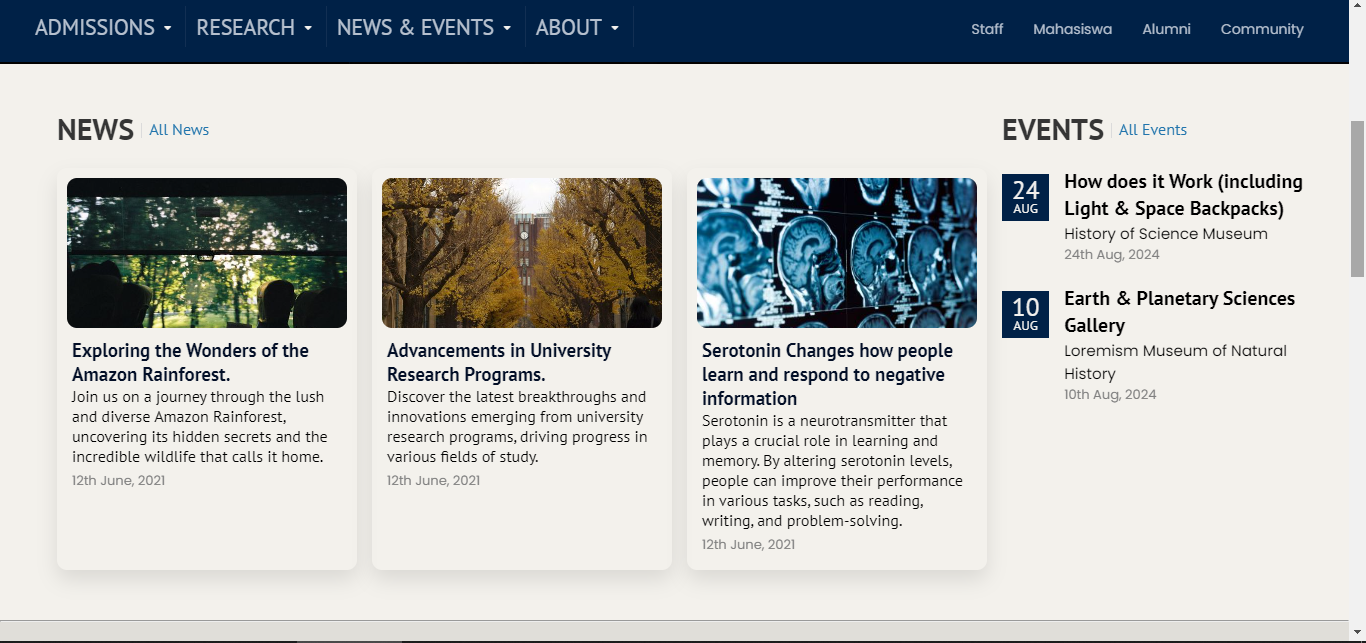 ADMISSIONS RESEARCH NEWS & EVENTS ABOUT Staff Mahasiswa Alumni Community
NEWS All News
Exploring the Wonders of the
Amazon Rainforest.
Join us on a journey through the lush
and diverse Amazon Rainforest,
uncovering its hidden secrets and the
incredible wildlife that calls it home.
12th June, 2021
Advancements in University
Research Programs.
Discover the latest breakthroughs and
innovations emerging from university
research programs, driving progress in
various fields of study.
12th June, 2021
Serotonin Changes how people
learn and respond to negative
information
Serotonin is a neurotransmitter that
plays a crucial role in learning and
memory. By altering serotonin levels,
people can improve their performance
in various tasks, such as reading,
writing, and problem-solving.
12th June, 2021
EVENTS All Events
24
AUG
How does it Work (including
Light & Space Backpacks)
History of Science Museum
24th Aug, 2024
10
AUG
Earth & Planetary Sciences
Gallery
Loremism Museum of Natural
History
10th Aug, 2024